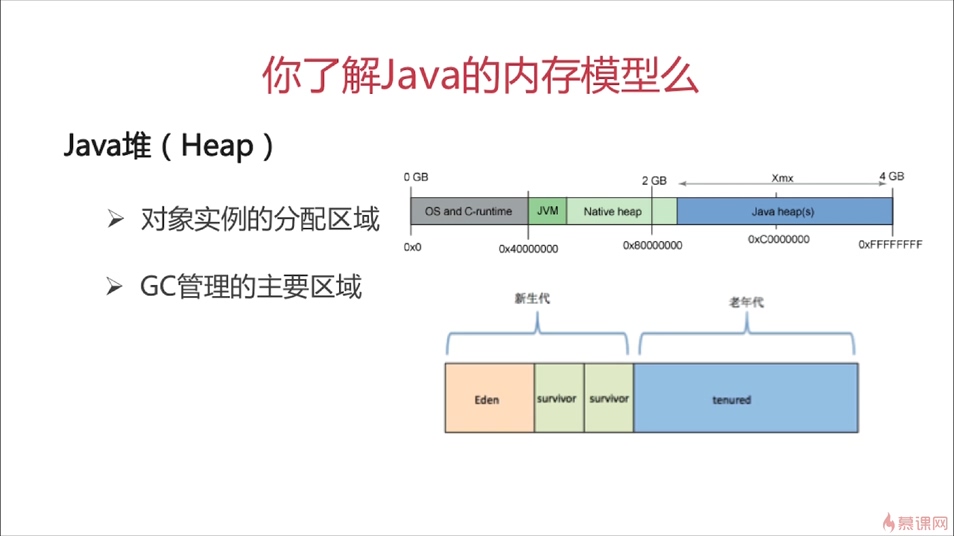 你了解Java的内存模型么
Java堆（Heap）
➢ 对象实例的分配区域
➢ GC管理的主要区域
0 GB 2 GB Xmx 4 GB
OS and C-runtime JVM Native heap Java heap(s)
0x0 0x40000000 0x80000000 0xC0000000 0xFFFFFFFF
新生代 老年代
Eden survivor survivor tenured
慕课网